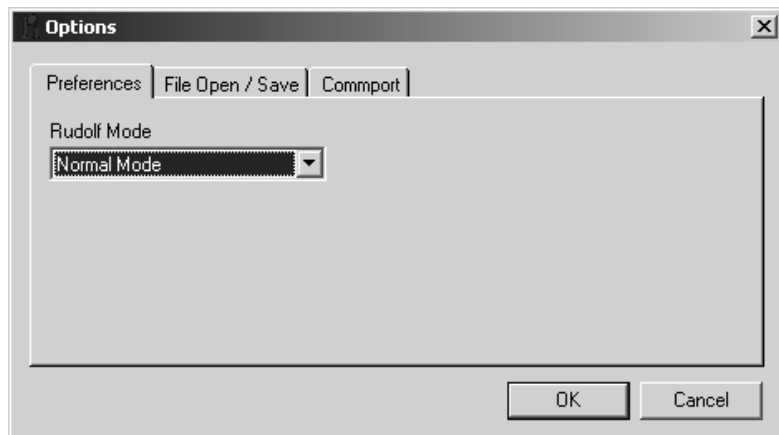 Options
Preferences File Open / Save Commport
Rudolf Mode
Normal Mode
OK Cancel